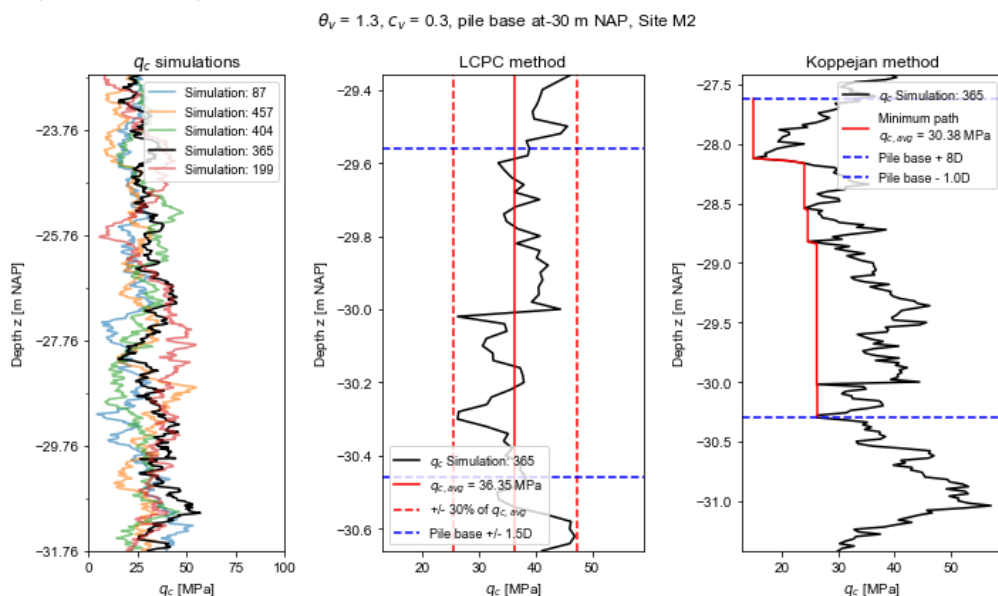 θv = 1.3, cv = 0.3, pile base at-30 m NAP, Site M2
qc simulations
Simulation: 87
Simulation: 457
Simulation: 404
Simulation: 365
Simulation: 199
−23.76
−25.76
−27.76
−29.76
−31.76
Depth z [m NAP]
0
25
50
75
100
qc [MPa]
LCPC method
−29.4
−29.6
−29.8
−30.0
−30.2
−30.4
−30.6
Depth z [m NAP]
qc Simulation: 365
qc,avg = 36.35 MPa
+/- 30% of qc,avg
Pile base +/- 1.5D
20
30
40
50
qc [MPa]
Koppejan method
qc Simulation: 365
Minimum path
qc,avg = 30.38 MPa
Pile base + 8D
Pile base - 1.0D
−27.5
−28.0
−28.5
−29.0
−29.5
−30.0
−30.5
−31.0
Depth z [m NAP]
20
30
40
50
qc [MPa]